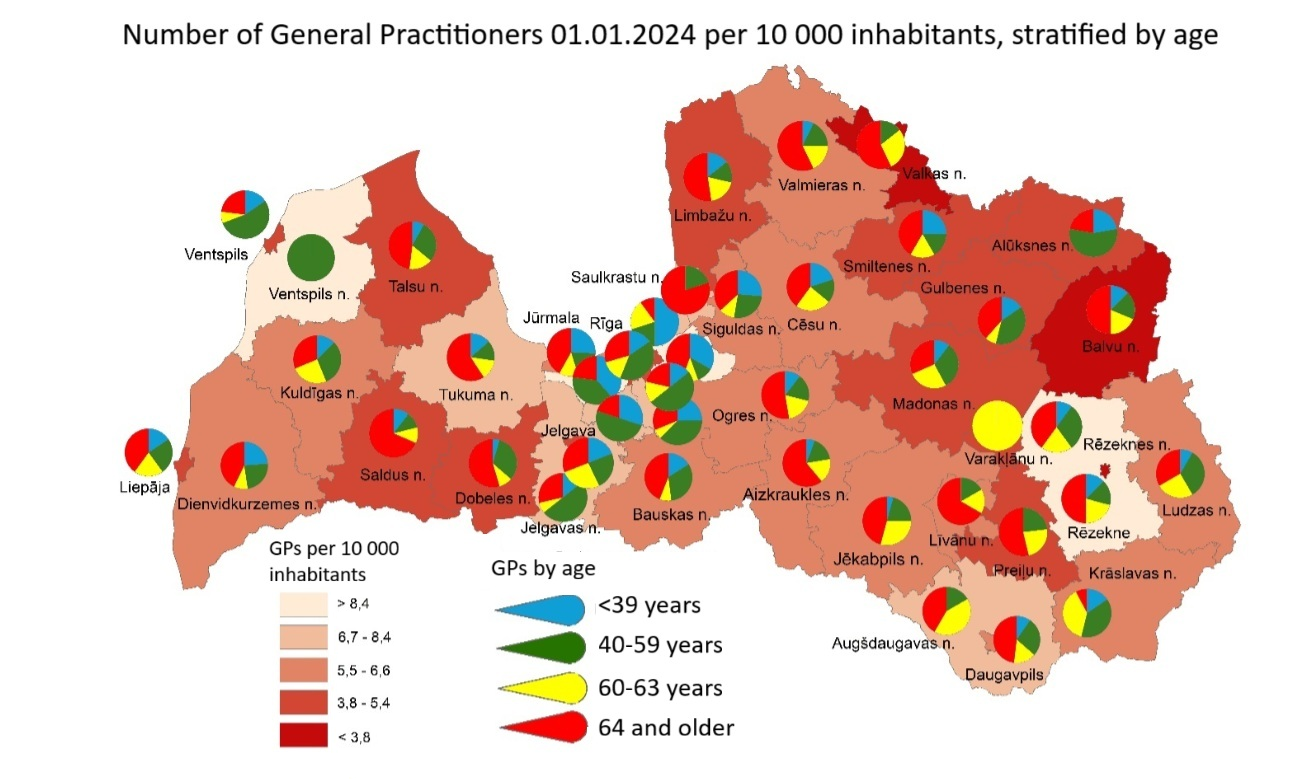 Number of General Practitioners 01.01.2024 per 10 000 inhabitants, stratified by age
Valmieras n.
Valkas n.
Limbažu n.
Ventspils
Ventspils n.
Talsu n.
Alūksnes n.
Smiltenes n.
Gulbenes n.
Saulkrastu n.
Jūrmala
Rīga
Siguldas n.
Cēsu n.
Balvu n.
Kuldīgas n.
Tukuma n.
Madonas n.
Ogres n.
Jelgava
Rēzeknes n.
Varakļānu n.
Saldus n.
Liepāja
Dienvidkurzemes n.
Dobeles n.
Aizkraukles n.
Bauskas n.
Ludzas n.
Jelgavas n.
Līvānu n.
Rēzekne
Jēkabpils n.
Preiļu n.
Krāslavas n.
Augšdaugavas n.
Daugavpils
GPs per 10 000
inhabitants
> 8,4
6,7 - 8,4
5,5 - 6,6
3,8 - 5,4
< 3,8
GPs by age
<39 years
40-59 years
60-63 years
64 and older